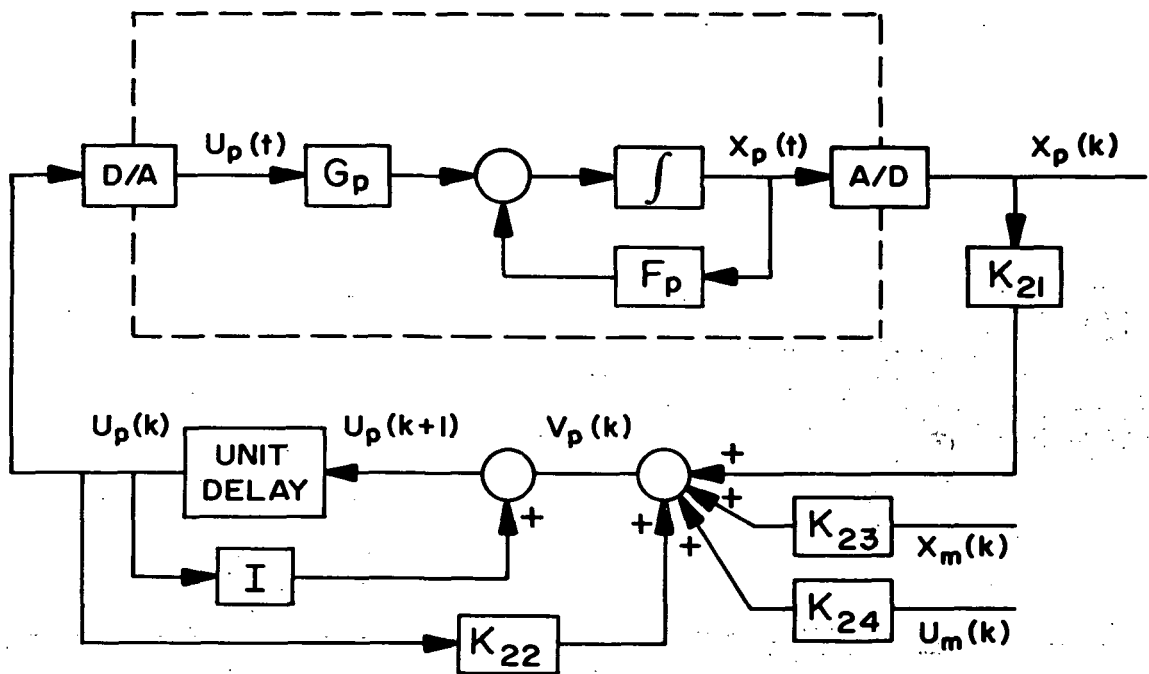 D/A
U_p(t)
G_p
∫
X_p(t)
A/D
X_p(k)
F_p
K_21
U_p(k)
UNIT
DELAY
U_p(k+1)
V_p(k)
+
+
+
+
+
I
K_22
K_23
X_m(k)
K_24
U_m(k)